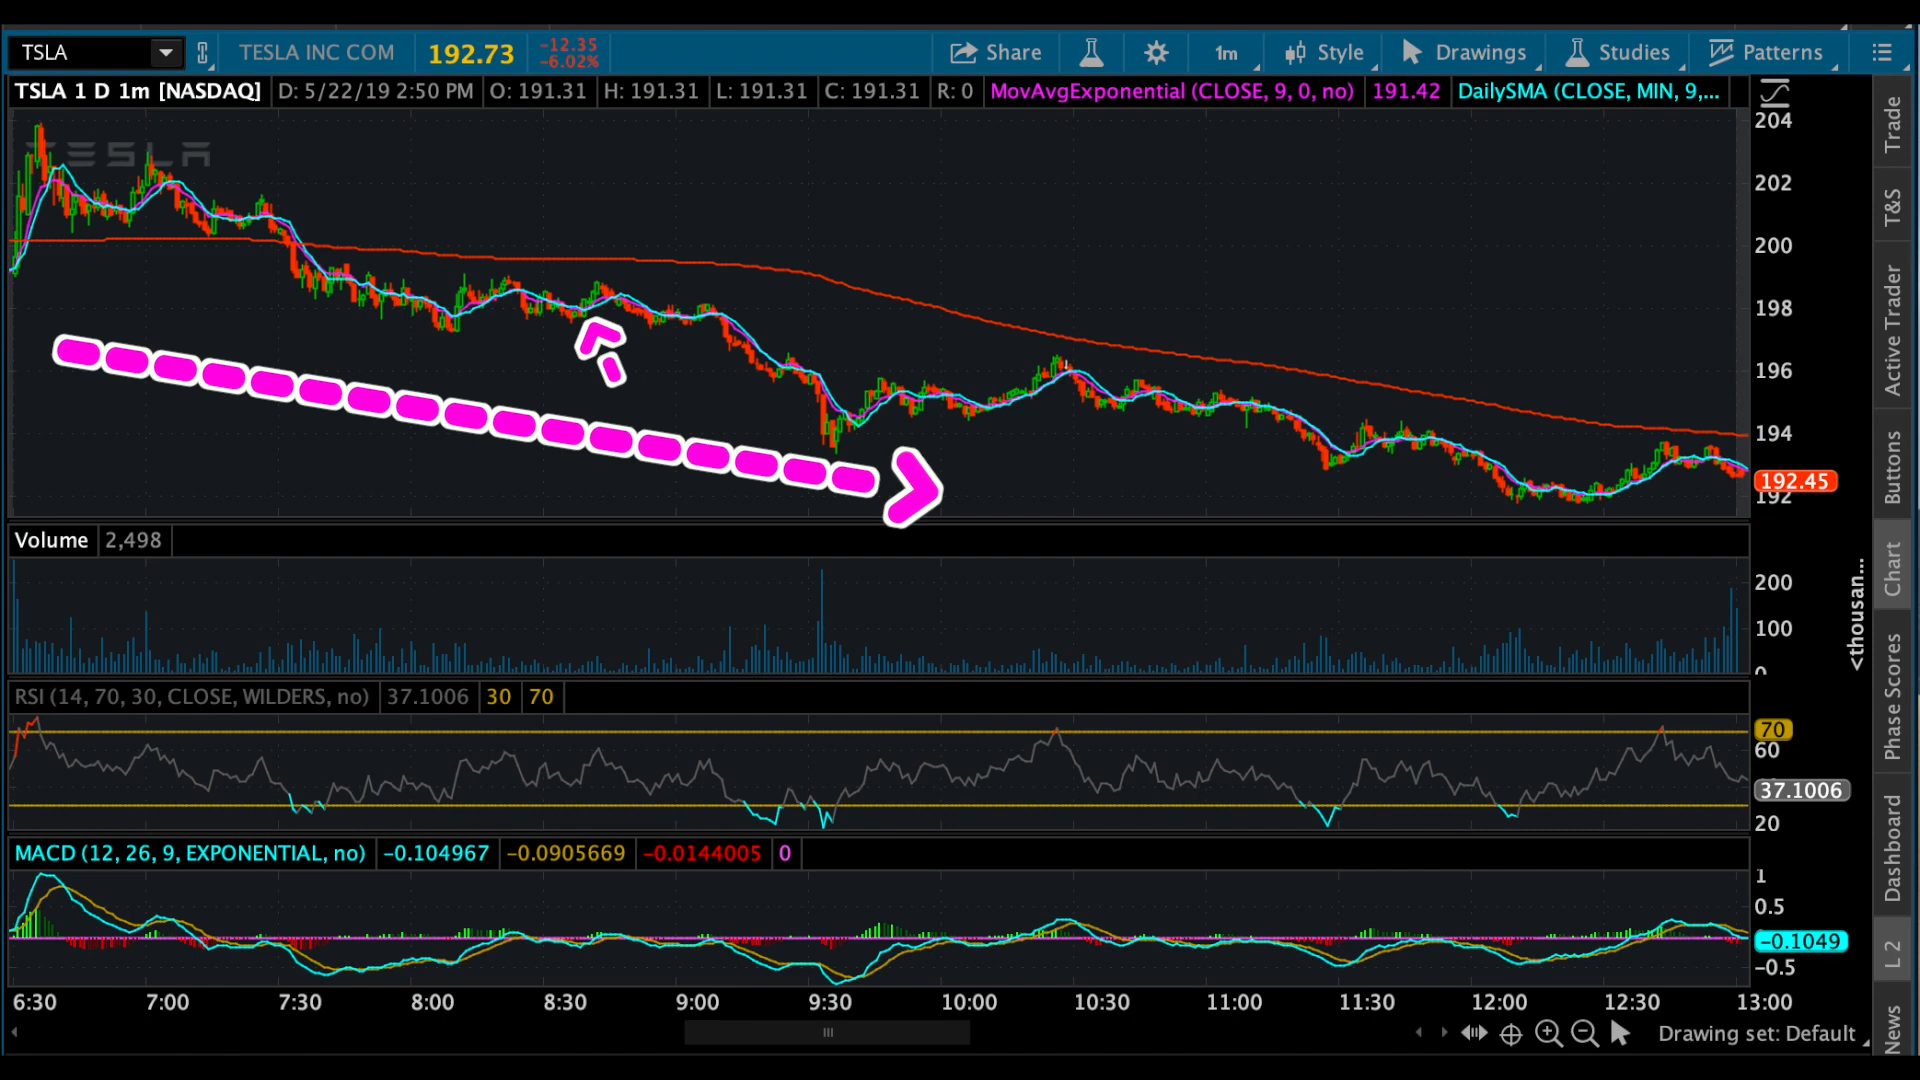 TSLA TESLA INC COM 192.73 -12.35 -6.02% Share 1m Style Drawings Studies Patterns
TSLA 1 D 1m [NASDAQ] D: 5/22/19 2:50 PM O: 191.31 H: 191.31 L: 191.31 C: 191.31 R: 0 MovAvgExponential (CLOSE, 9, 0, no) 191.42 DailySMA (CLOSE, MIN, 9,...
TESLA
204
202
200
198
196
194
192.45
192
Volume 2,498
200
100
0
<thousan...
RSI (14, 70, 30, CLOSE, WILDERS, no) 37.1006 30 70
70
60
37.1006
20
MACD (12, 26, 9, EXPONENTIAL, no) -0.104967 -0.0905669 -0.0144005 0
1
0.5
-0.1049
-0.5
6:30 7:00 7:30 8:00 8:30 9:00 9:30 10:00 10:30 11:00 11:30 12:00 12:30 13:00
Drawing set: Default
Trade
T&S
Active Trader
Buttons
Chart
Phase Scores
Dashboard
L 2
News